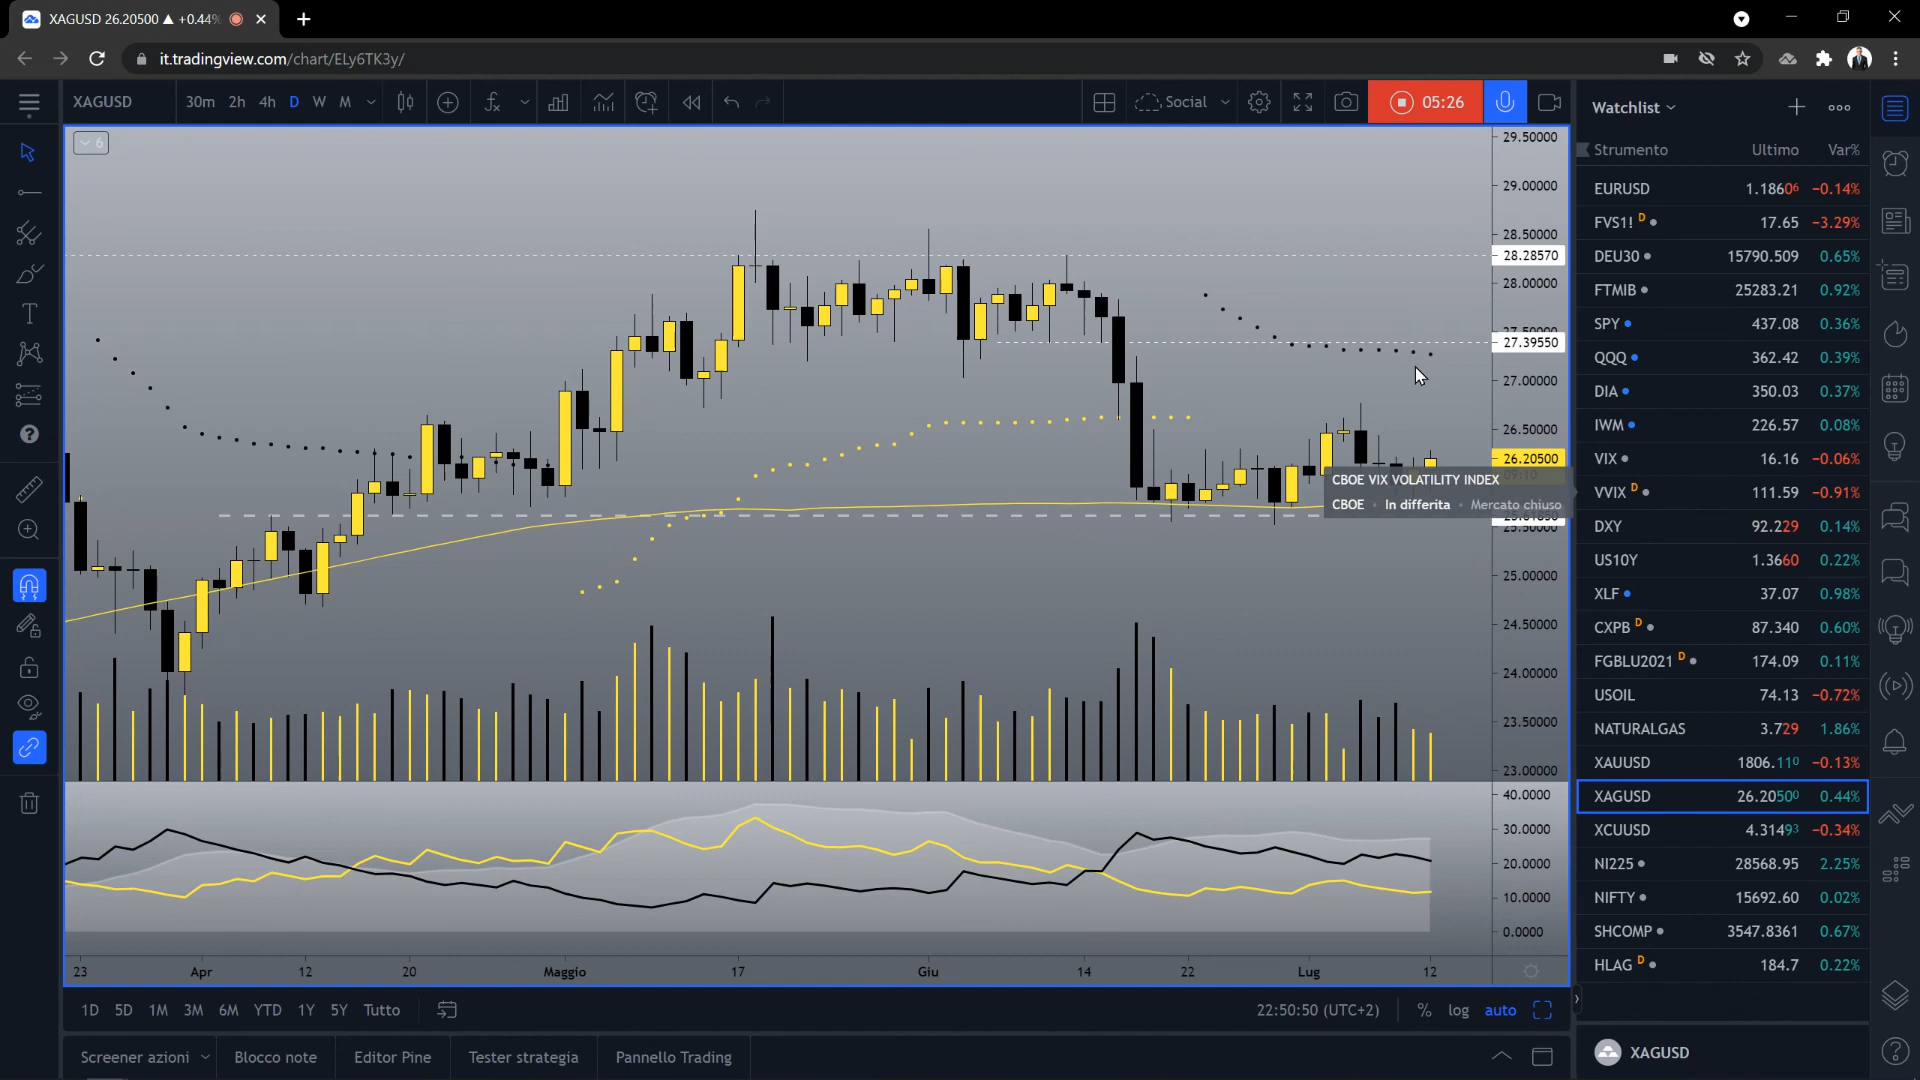 XAGUSD 26.20500 ▲ +0.44%
it.tradingview.com/chart/ELy6TK3y/
XAGUSD 30m 2h 4h D W M Social 05:26
6
29.50000
29.00000
28.50000
28.28570
28.00000
27.50000
27.39550
27.00000
26.50000
26.20500
09:10
25.50000
25.00000
24.50000
24.00000
23.50000
23.00000
40.0000
30.0000
20.0000
10.0000
0.0000
CBOE VIX VOLATILITY INDEX
CBOE • In differita • Mercato chiuso
23 Apr 12 20 Maggio 17 Giu 14 22 Lug 12
1D 5D 1M 3M 6M YTD 1Y 5Y Tutto 22:50:50 (UTC+2) % log auto
Screener azioni Blocco note Editor Pine Tester strategia Pannello Trading
Watchlist
Strumento Ultimo Var%
EURUSD 1.18606 −0.14%
FVS1! D 17.65 −3.29%
DEU30 15790.509 0.65%
FTMIB 25283.21 0.92%
SPY 437.08 0.36%
QQQ 362.42 0.39%
DIA 350.03 0.37%
IWM 226.57 0.08%
VIX 16.16 −0.06%
VVIX D 111.59 −0.91%
DXY 92.229 0.14%
US10Y 1.3660 0.22%
XLF 37.07 0.98%
CXPB D 87.340 0.60%
FGBLU2021 D 174.09 0.11%
USOIL 74.13 −0.72%
NATURALGAS 3.729 1.86%
XAUUSD 1806.110 −0.13%
XAGUSD 26.20500 0.44%
XCUUSD 4.31493 −0.34%
NI225 28568.95 2.25%
NIFTY 15692.60 0.02%
SHCOMP 3547.8361 0.67%
HLAG D 184.7 0.22%
XAGUSD